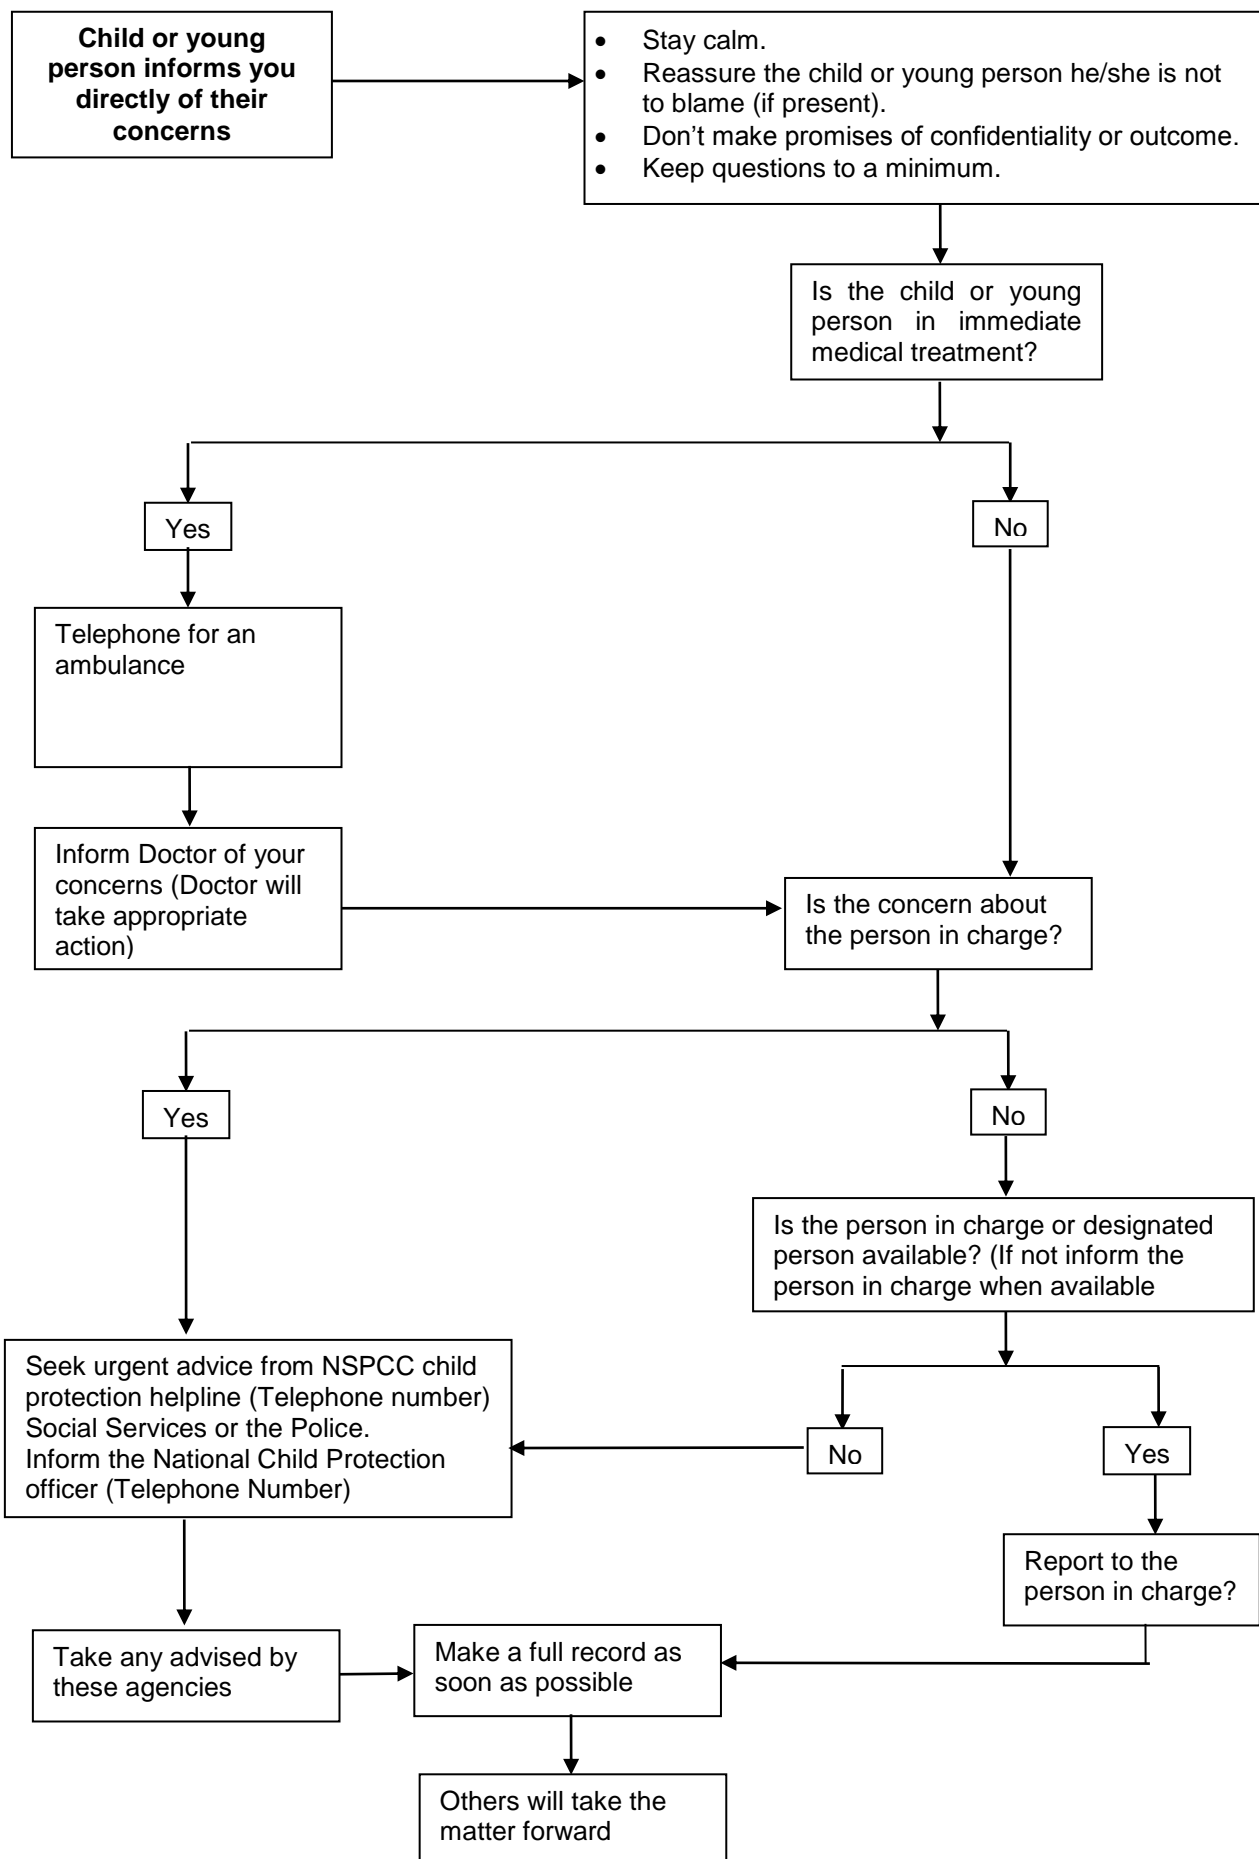 Child or young
person informs you
directly of their
concerns
• Stay calm.
• Reassure the child or young person he/she is not
to blame (if present).
• Don’t make promises of confidentiality or outcome.
• Keep questions to a minimum.
Is the child or young
person in immediate
medical treatment?
Yes
No
Telephone for an
ambulance
Inform Doctor of your
concerns (Doctor will
take appropriate
action)
Is the concern about
the person in charge?
Yes
No
Is the person in charge or designated
person available? (If not inform the
person in charge when available
Seek urgent advice from NSPCC child
protection helpline (Telephone number)
Social Services or the Police.
Inform the National Child Protection
officer (Telephone Number)
No
Yes
Report to the
person in charge?
Take any advised by
these agencies
Make a full record as
soon as possible
Others will take the
matter forward